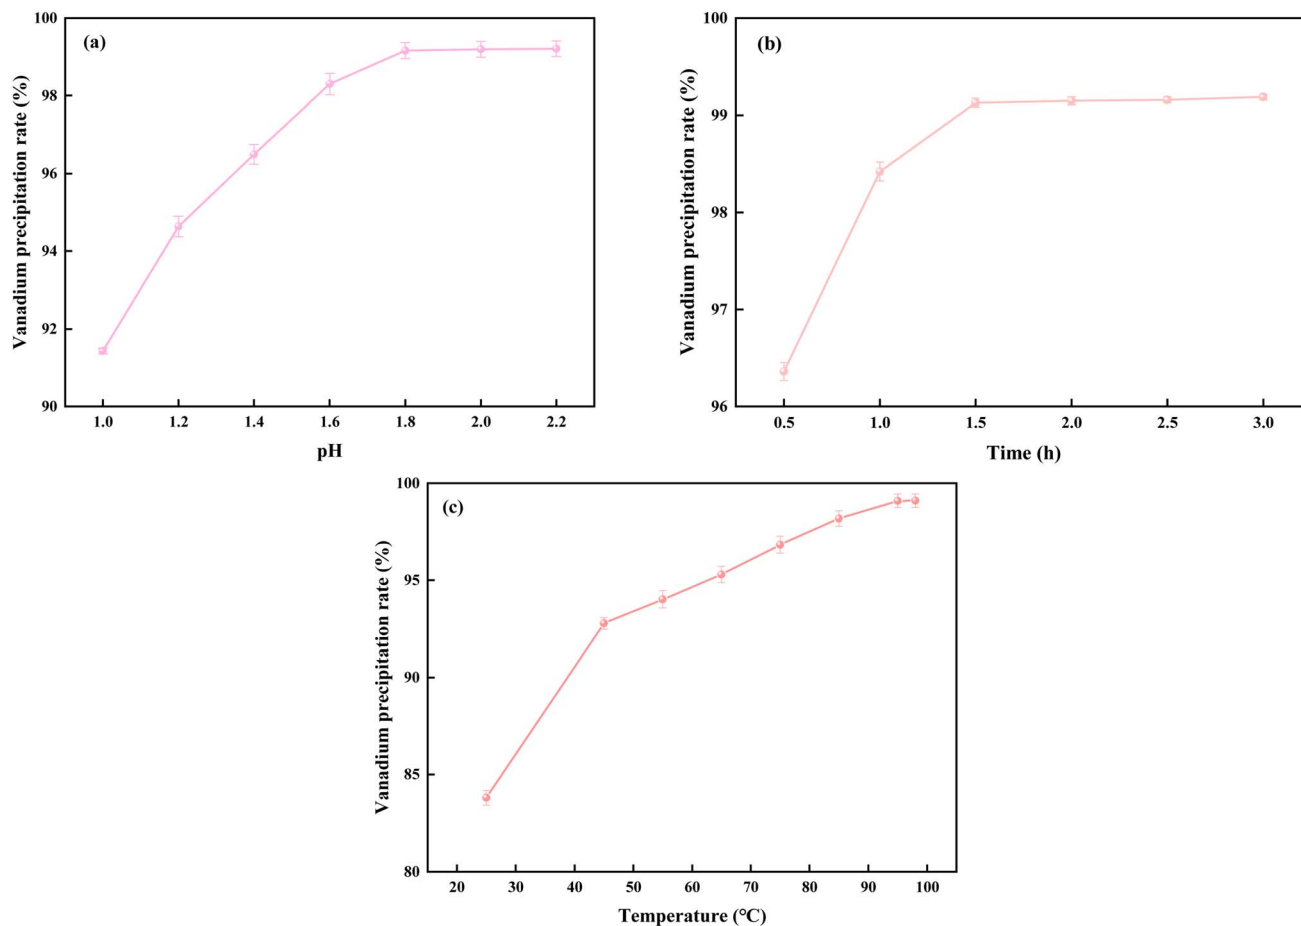 (a)
Vanadium precipitation rate (%)
100
98
96
94
92
90
1.0 1.2 1.4 1.6 1.8 2.0 2.2
pH
(b)
Vanadium precipitation rate (%)
100
99
98
97
96
0.5 1.0 1.5 2.0 2.5 3.0
Time (h)
(c)
Vanadium precipitation rate (%)
100
95
90
85
80
20 30 40 50 60 70 80 90 100
Temperature (℃)